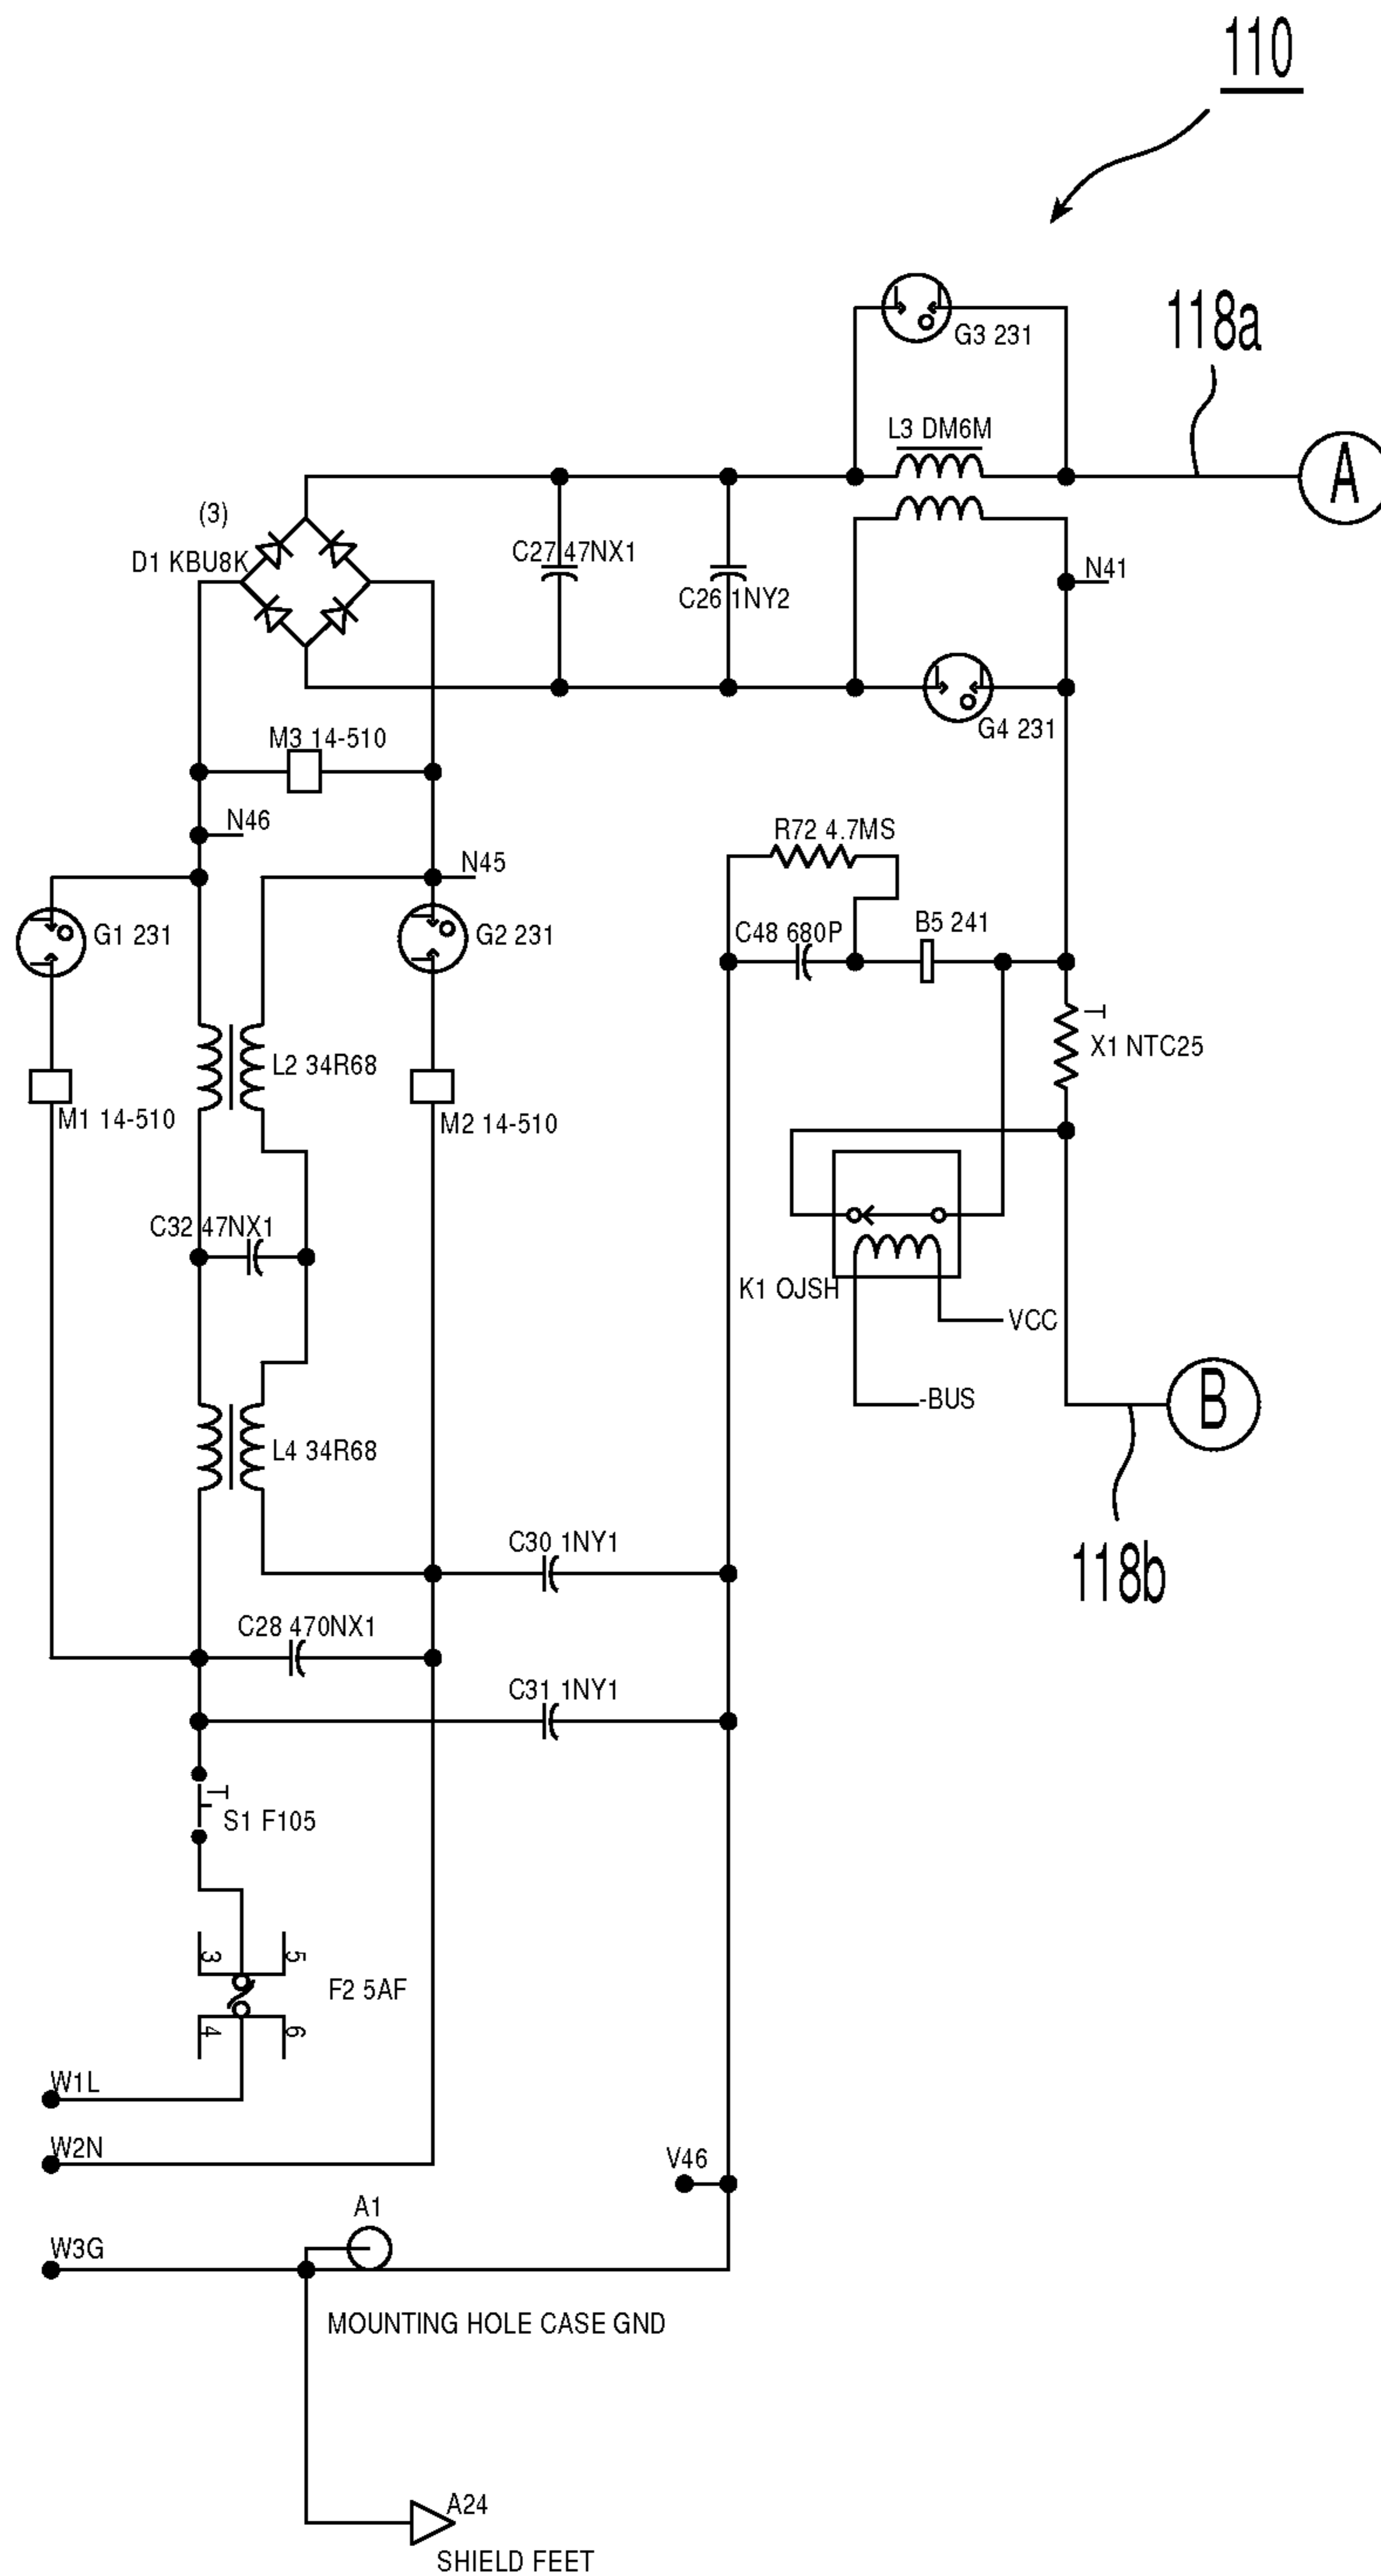 110
118a
G3 231
L3 DM6M
A
(3)
D1 KBU8K
C27 47NX1
C26 1NY2
N41
G4 231
M3 14-510
N46
N45
R72 4.7MS
G1 231
G2 231
C48 680P
B5 241
T
X1 NTC25
L2 34R68
M1 14-510
M2 14-510
C32 47NX1
K1 OJSH
VCC
-BUS
B
L4 34R68
118b
C30 1NY1
C28 470NX1
C31 1NY1
T
S1 F105
3 5
F2 5AF
4 6
W1L
W2N
V46
A1
W3G
MOUNTING HOLE CASE GND
A24
SHIELD FEET